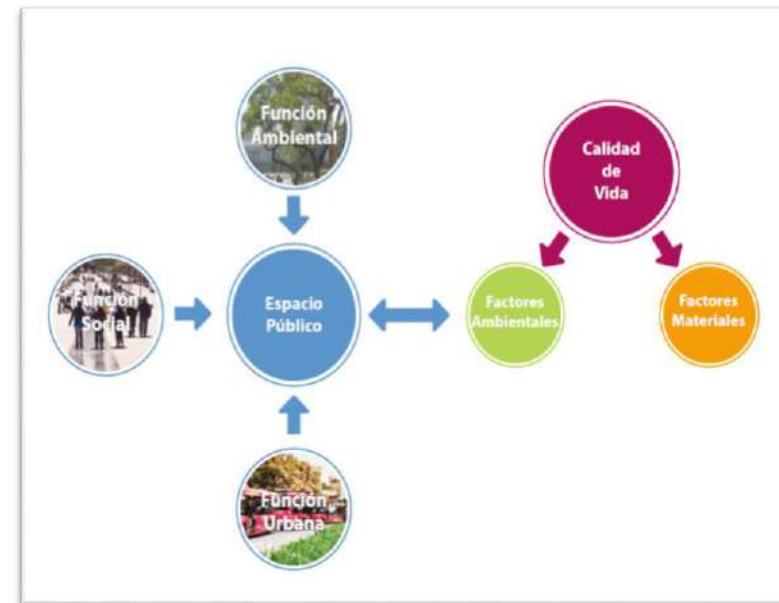 Función
Ambiental
Calidad
de
Vida
Función
Social
Espacio
Público
Factores
Ambientales
Factores
Materiales
Función
Urbana